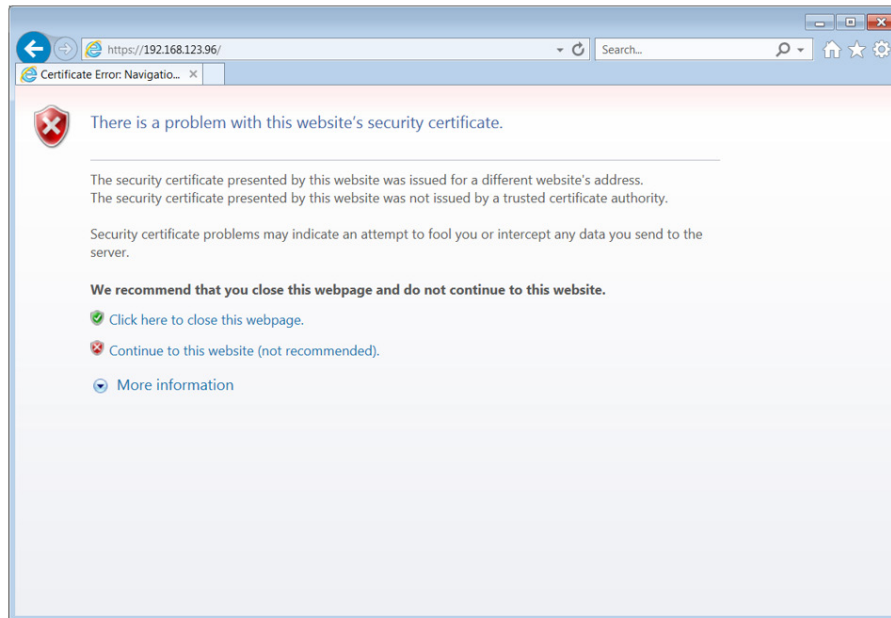 https://192.168.123.96/
Search...
Certificate Error: Navigatio...
There is a problem with this website's security certificate.
The security certificate presented by this website was issued for a different website's address.
The security certificate presented by this website was not issued by a trusted certificate authority.
Security certificate problems may indicate an attempt to fool you or intercept any data you send to the
server.
We recommend that you close this webpage and do not continue to this website.
Click here to close this webpage.
Continue to this website (not recommended).
More information